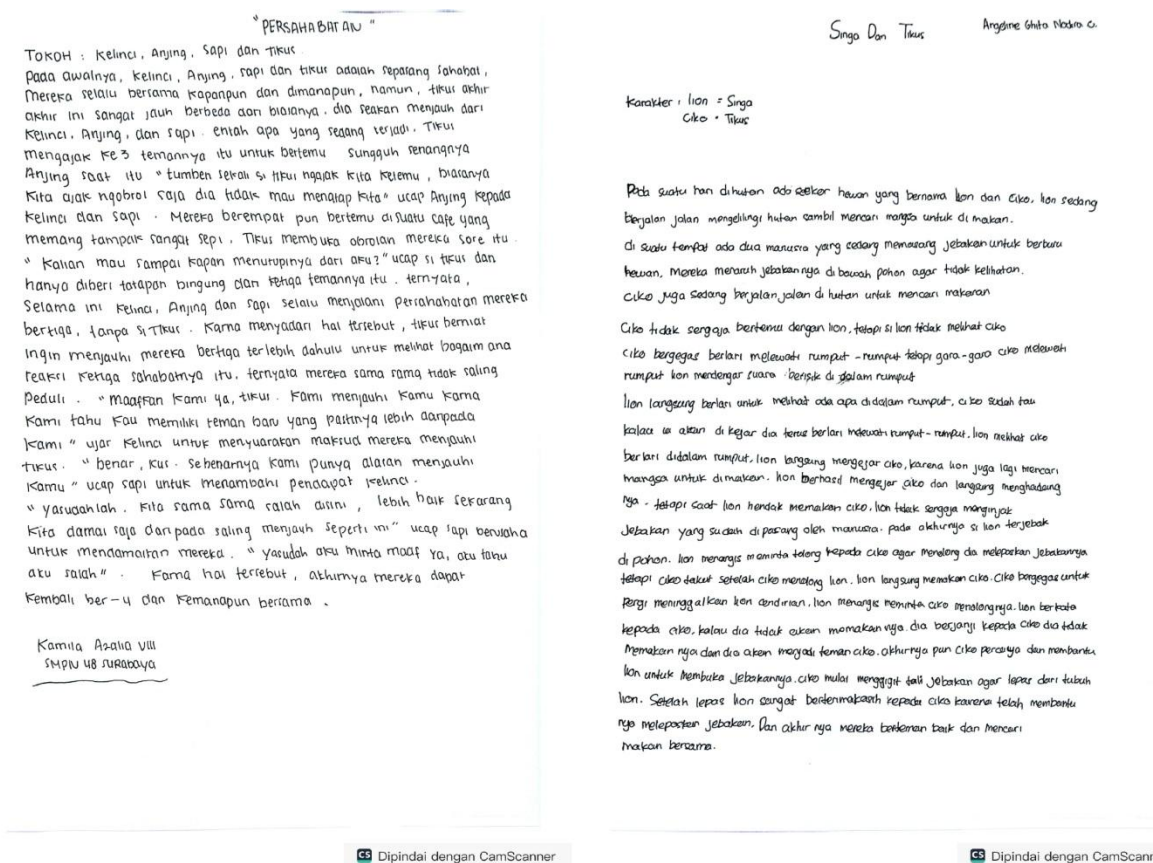 "PERSAHABATAN"
TOKOH : Kelinci, Anjing, Sapi dan Tikus
Pada awalnya, Kelinci, Anjing, sapi dan tikus adalah sepasang sahabat,
Mereka selalu bersama kapanpun dan dimanapun, namun, tikus akhir
akhir ini sangat jauh berbeda dari biasanya. dia seakan menjauh dari
Kelinci, Anjing, dan sapi. entah apa yang sedang terjadi. Tikus
mengajak ke3 temannya itu untuk bertemu sungguh senangnya
Anjing saat itu "tumben sekali si tikus ngajak kita ketemu, biasanya
kita ajak ngobrol saja dia tidak mau menatap kita" ucap Anjing kepada
kelinci dan sapi. Mereka berempat pun bertemu disuatu cafe yang
memang tampak sangat sepi. Tikus membuka obrolan mereka sore itu.
"Kalian mau sampai kapan menutupinya dari aku?" ucap si tikus dan
hanya diberi tatapan bingung dari ketiga temannya itu. ternyata,
Selama ini kelinci, Anjing dan sapi selalu menjalani persahabatan mereka
bertiga, tanpa si Tikus. Karna menyadari hal tersebut, tikus berniat
ingin menjauhi mereka bertiga terlebih dahulu untuk melihat bagaimana
reaksi ketiga sahabatnya itu. ternyata mereka sama sama tidak saling
Peduli. "maafkan kami ya, tikus. Kami menjauhi kamu karna
kami tahu kau memiliki teman baru yang pastinya lebih daripada
kami" ujar kelinci untuk menyuarakan maksud mereka menjauhi
tikus. "benar, kus. Sebenarnya kami punya alasan menjauhi
kamu" ucap sapi untuk menambahi pendapat kelinci.
"yasudahlah. Kita sama sama salah disini, lebih baik sekarang
kita damai saja daripada saling menjauh seperti ini" ucap sapi berusaha
untuk mendamaikan mereka. "yasudah aku minta maaf ya, aku tahu
aku salah". Karna hal tersebut, akhirnya mereka dapat
kembali ber-4 dan kemanapun bersama.
Kamila Azalia VIII
SMPN 48 SURABAYA
CS Dipindai dengan CamScanner
Singa Dan Tikus
Angeline Ghita Nadira
Karakter : lion = Singa
Ciko = Tikus
Pada suatu hari dihutan ada seekor hewan yang bernama lion dan Ciko, lion sedang
berjalan jalan mengelilingi hutan sambil mencari mangsa untuk di makan.
di suatu tempat ada dua manusia yang sedang memasang jebakan untuk berburu
hewan, mereka menaruh jebakannya di bawah pohon agar tidak kelihatan.
Ciko juga sedang berjalan jalan di hutan untuk mencari makanan
Ciko tidak sengaja bertemu dengan lion, tetapi si lion tidak melihat ciko
ciko bergegas berlari melewati rumput-rumput tetapi gara-gara ciko melewati
rumput lion mendengar suara berisik di dalam rumput
lion langsung berlari untuk melihat ada apa didalam rumput, ciko sudah tau
kalau ia akan di kejar dia terus berlari melewati rumput-rumput. lion melihat ciko
berlari didalam rumput, lion langsung mengejar ciko, karena lion juga lagi mencari
mangsa untuk dimakan. lion berhasil mengejar ciko dan langsung menghadang
nya - tetapi saat lion hendak memakan ciko, lion tidak sengaja menginjak
Jebakan yang sudah di pasang oleh manusia. pada akhirnya si lion terjebak
di pohon. lion menangis meminta tolong kepada ciko agar menolong dia melepaskan Jebakannya
tetapi ciko takut setelah ciko menolong lion. lion langsung memakan ciko. Ciko bergegas untuk
Pergi meninggalkan lion sendirian, lion menangis meminta ciko menolongnya. lion berkata
kepada ciko, kalau dia tidak akan memakannya. dia berjanji kepada ciko dia tidak
Memakan nya dan dia akan menjadi teman ciko. akhirnya pun Ciko percaya dan membantu
lion untuk membuka Jebakannya. ciko mulai menggigit tali Jebakan agar lepas dari tubuh
lion. Setelah lepas lion sangat berterimakasih kepada ciko karena telah membantu
nya melepaskan jebakan. Dan akhir nya mereka berteman baik dan mencari
makan bersama.
CS Dipindai dengan CamScanner